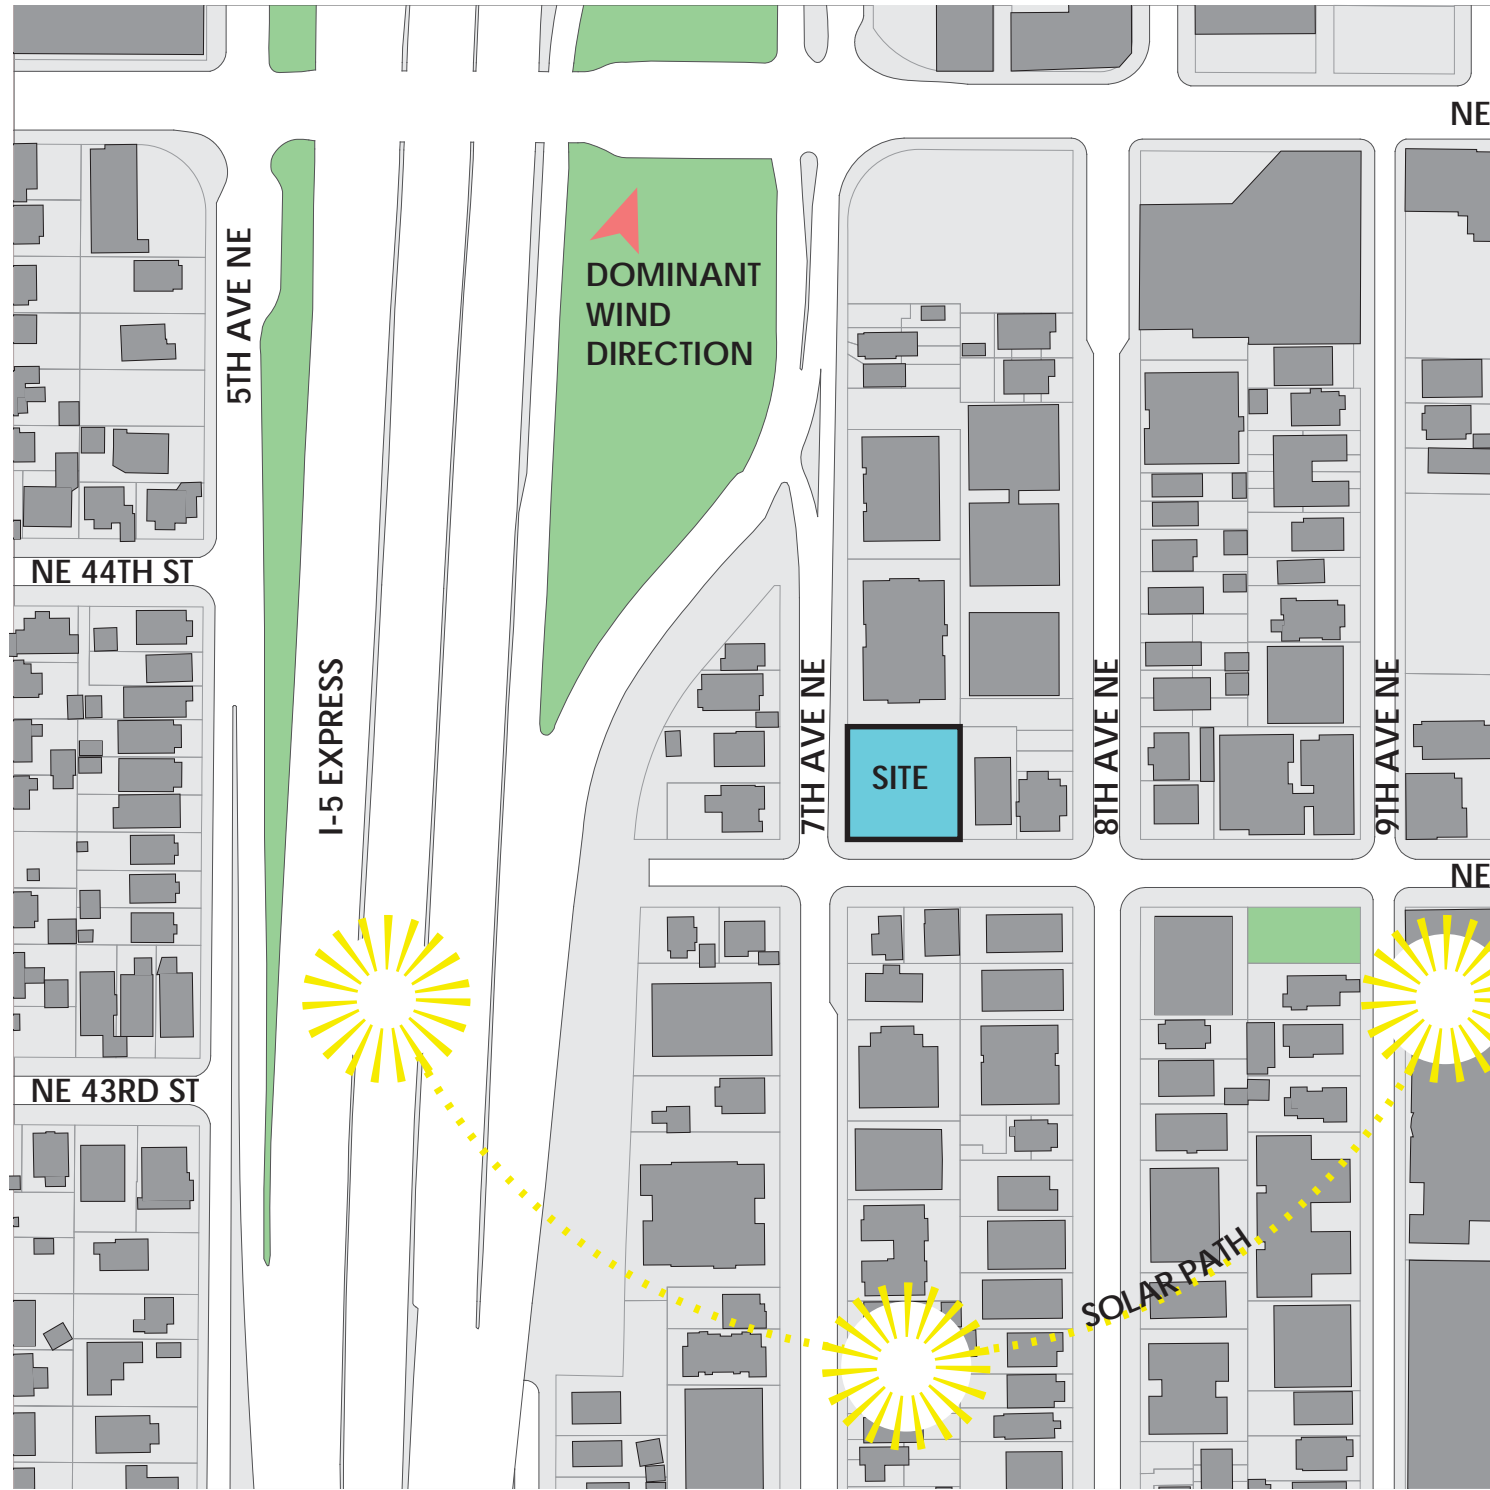 NE
5TH AVE NE
DOMINANT
WIND
DIRECTION
NE 44TH ST
I-5 EXPRESS
7TH AVE NE
SITE
8TH AVE NE
9TH AVE NE
NE
NE 43RD ST
SOLAR PATH